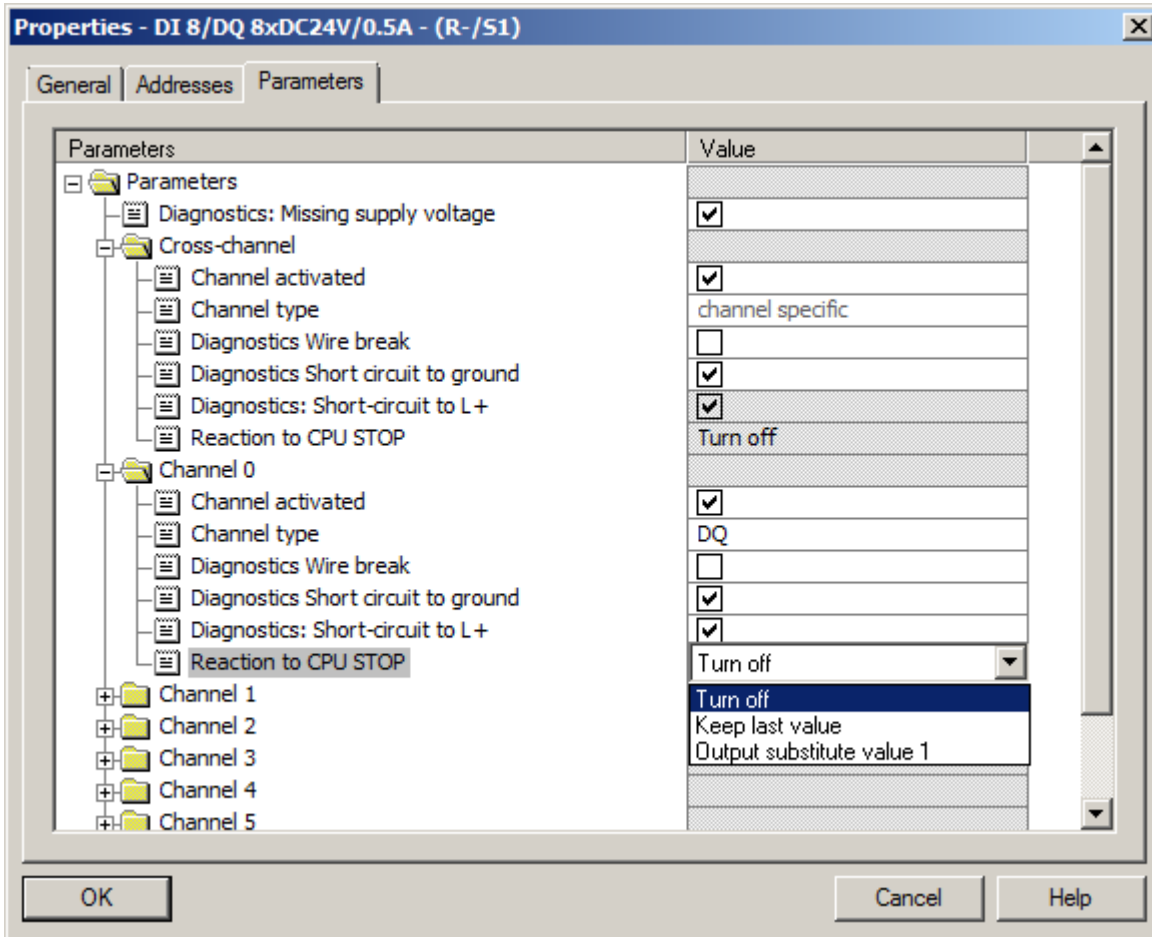 Properties - DI 8/DQ 8xDC24V/0.5A - (R-/S1)
General Addresses Parameters
Parameters Value
Parameters
Diagnostics: Missing supply voltage
Cross-channel
Channel activated
Channel type channel specific
Diagnostics Wire break
Diagnostics Short circuit to ground
Diagnostics: Short-circuit to L+
Reaction to CPU STOP Turn off
Channel 0
Channel activated
Channel type DQ
Diagnostics Wire break
Diagnostics Short circuit to ground
Diagnostics: Short-circuit to L+
Reaction to CPU STOP Turn off
Channel 1 Turn off
Channel 2 Keep last value
Channel 3 Output substitute value 1
Channel 4
Channel 5
OK Cancel Help